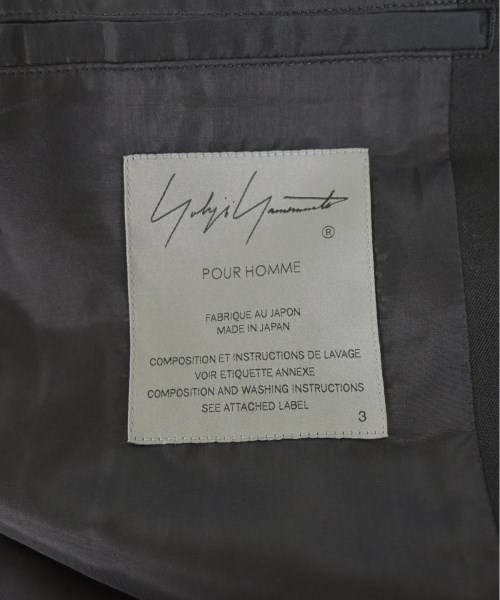 Yohji Yamamoto
®
POUR HOMME
FABRIQUE AU JAPON
MADE IN JAPAN
COMPOSITION ET INSTRUCTIONS DE LAVAGE
VOIR ETIQUETTE ANNEXE
COMPOSITION AND WASHING INSTRUCTIONS
SEE ATTACHED LABEL
3